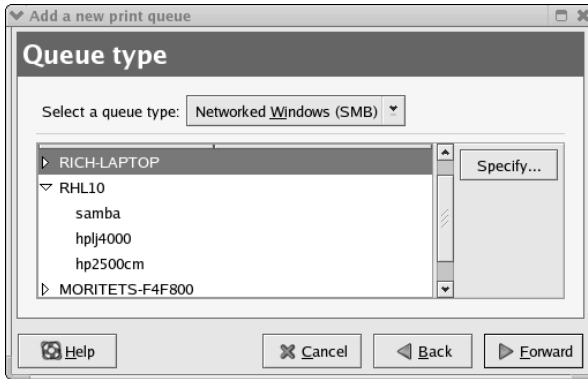 Add a new print queue
Queue type
Select a queue type: Networked Windows (SMB)
RICH-LAPTOP
Specify...
RHL10
samba
hplj4000
hp2500cm
MORITETS-F4F800
Help Cancel Back Forward